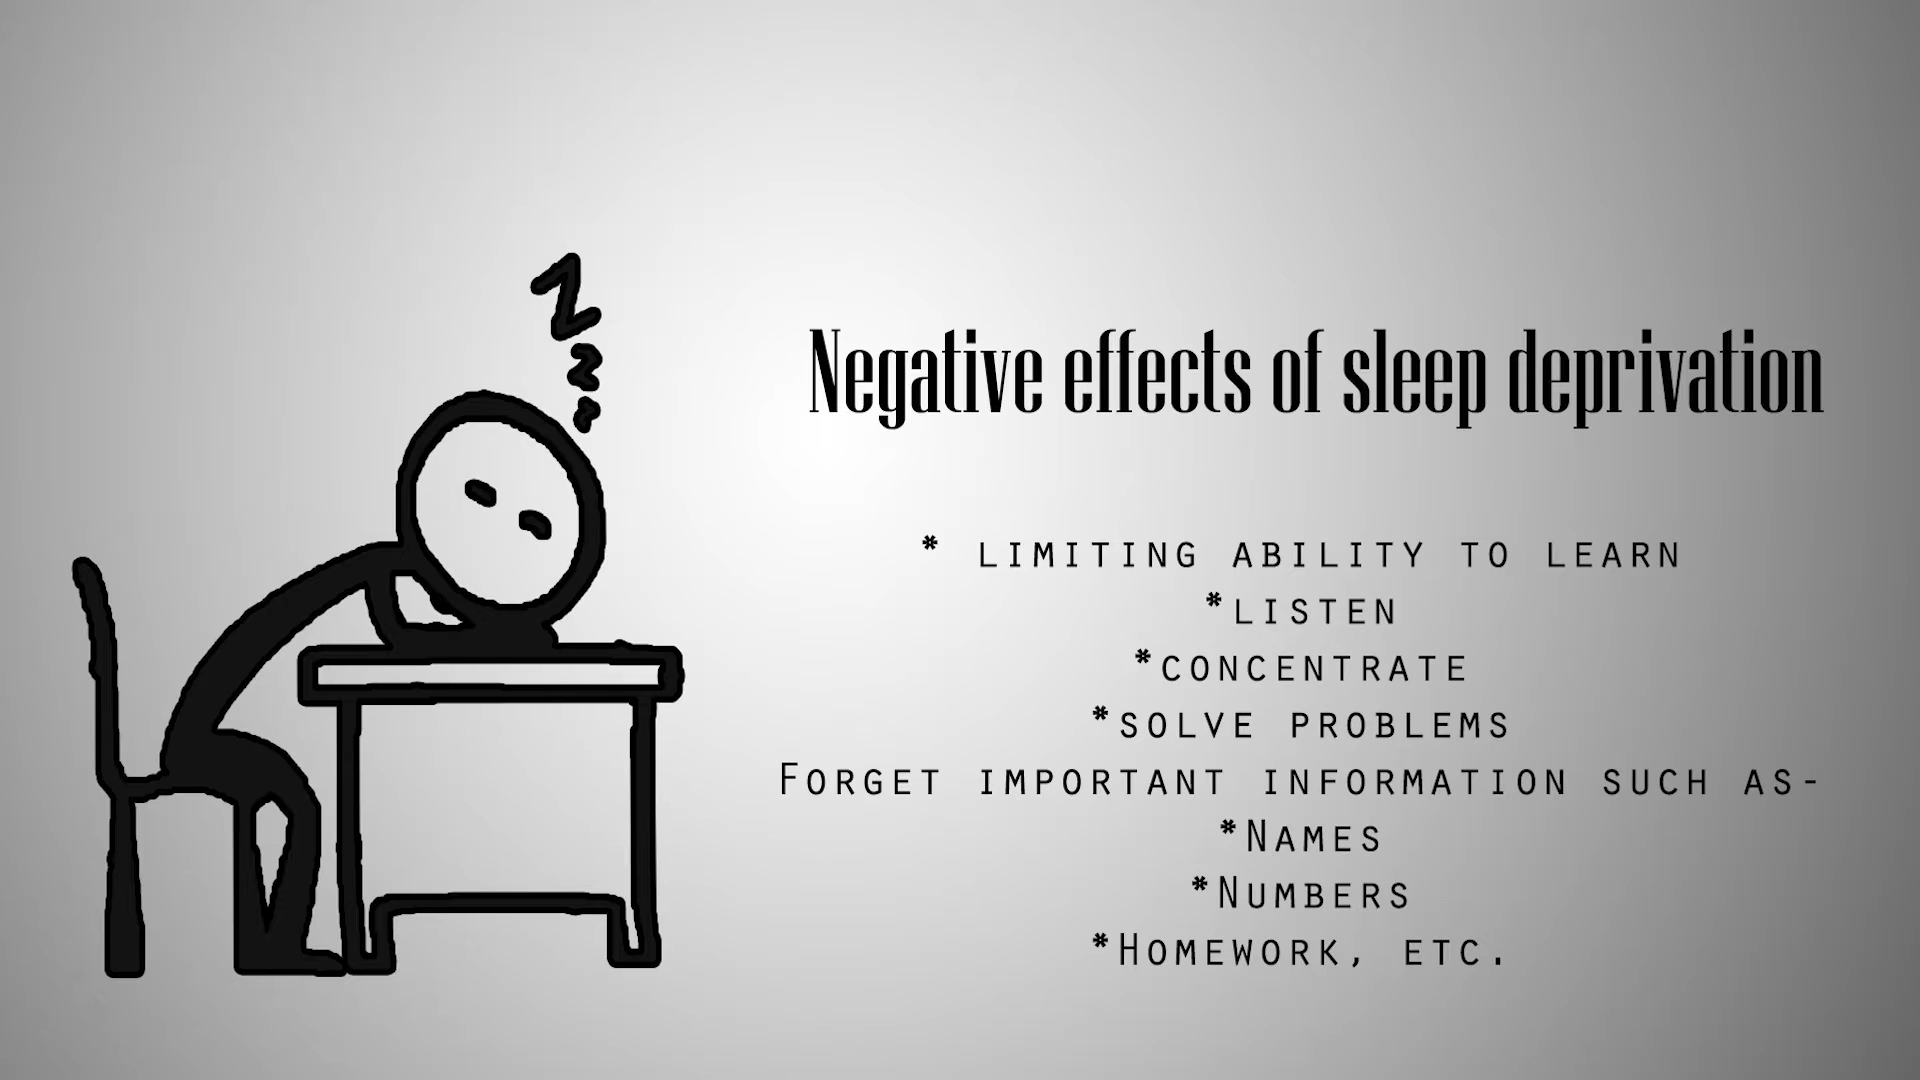 Z
z
z
Negative effects of sleep deprivation
* LIMITING ABILITY TO LEARN
*LISTEN
*CONCENTRATE
*SOLVE PROBLEMS
FORGET IMPORTANT INFORMATION SUCH AS-
*NAMES
*NUMBERS
*HOMEWORK, ETC.